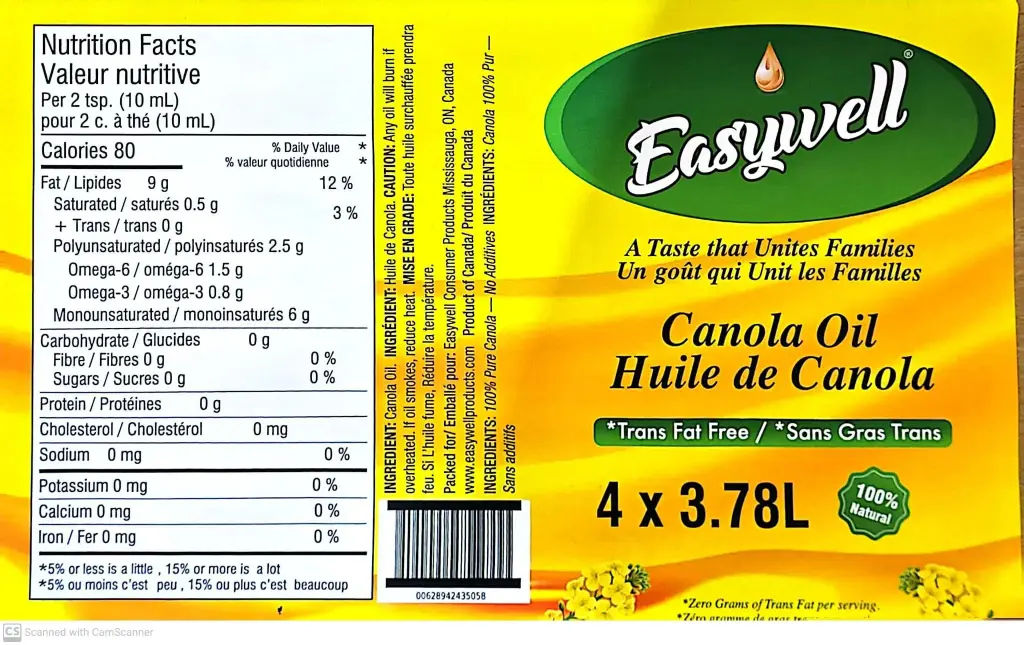 Nutrition Facts
Valeur nutritive
Per 2 tsp. (10 mL)
pour 2 c. à thé (10 mL)
Calories 80
% Daily Value *
% valeur quotidienne *
Fat / Lipides 9 g 12 %
Saturated / saturés 0.5 g
+ Trans / trans 0 g 3 %
Polyunsaturated / polyinsaturés 2.5 g
Omega-6 / oméga-6 1.5 g
Omega-3 / oméga-3 0.8 g
Monounsaturated / monoinsaturés 6 g
Carbohydrate / Glucides 0 g
Fibre / Fibres 0 g 0 %
Sugars / Sucres 0 g 0 %
Protein / Protéines 0 g
Cholesterol / Cholestérol 0 mg
Sodium 0 mg 0 %
Potassium 0 mg 0 %
Calcium 0 mg 0 %
Iron / Fer 0 mg 0 %
*5% or less is a little , 15% or more is a lot
*5% ou moins c'est peu , 15% ou plus c'est beaucoup
INGREDIENT: Canola Oil. INGRÉDIENT: Huile de Canola. CAUTION: Any oil will burn if
overheated. If oil smokes, reduce heat. MISE EN GRADE: Toute huile surchauffée prendra
feu. Si L'huile fume, Réduire la température.
Packed for/ Emballé pour: Easywell Consumer Products Mississauga, ON, Canada
www.easywellproducts.com Product of Canada/ Produit du Canada
INGREDIENTS: 100% Pure Canola — No Additives INGRÉDIENTS: Canola 100% Pur —
Sans additifs
00628942435058
Easywell®
A Taste that Unites Families
Un goût qui Unit les Familles
Canola Oil
Huile de Canola
*Trans Fat Free / *Sans Gras Trans
4 x 3.78L
100%
Natural
*Zero Grams of Trans Fat per serving.
*Zéro gramme de gras
CS Scanned with CamScanner